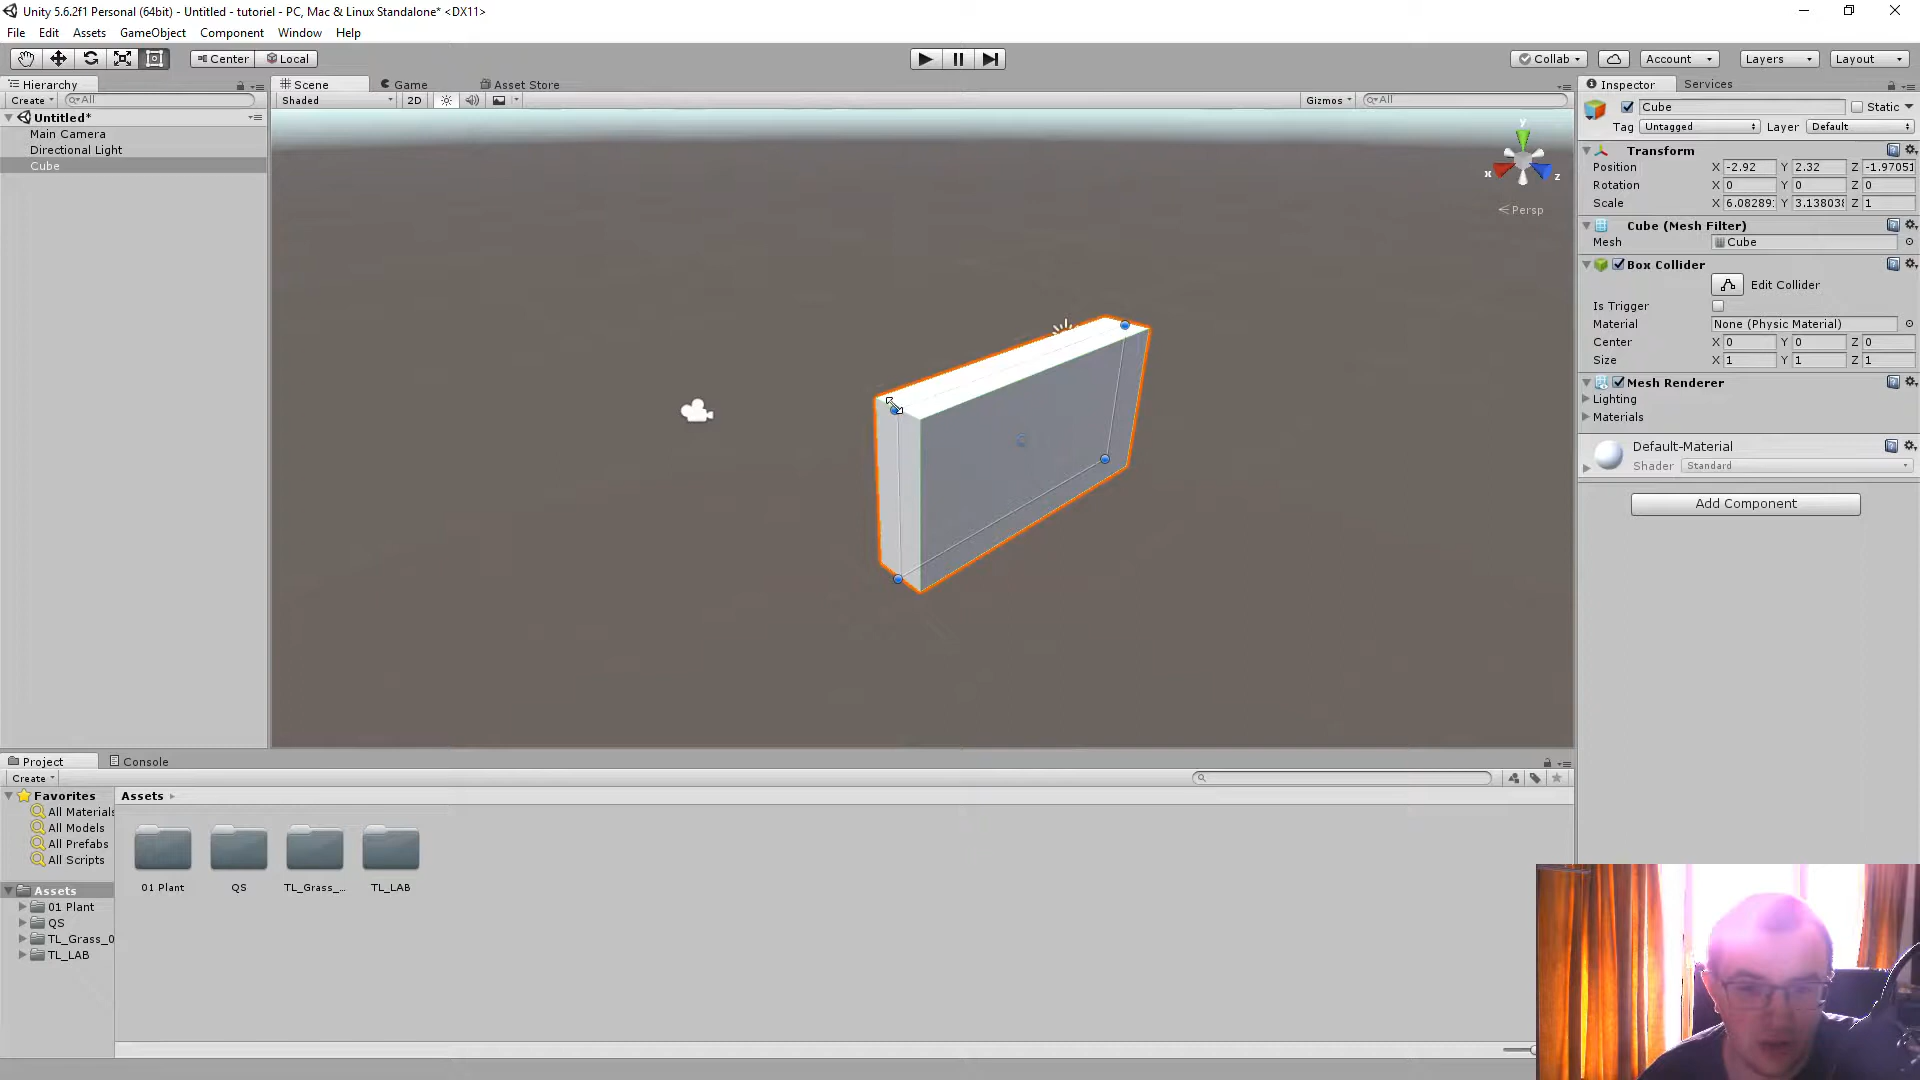 Unity 5.6.2f1 Personal (64bit) - Untitled - tutoriel - PC, Mac & Linux Standalone* <DX11>
File Edit Assets GameObject Component Window Help
Center Local Collab Account Layers Layout
Hierarchy Scene Game Asset Store Inspector Services
Create All Shaded 2D Gizmos All
Untitled*
Main Camera
Directional Light
Cube
y
x
z
Persp
Cube Static
Tag Untagged Layer Default
Transform
Position X -2.92 Y 2.32 Z -1.97051
Rotation X 0 Y 0 Z 0
Scale X 6.08289 Y 3.13803 Z 1
Cube (Mesh Filter)
Mesh Cube
Box Collider
Edit Collider
Is Trigger
Material None (Physic Material)
Center X 0 Y 0 Z 0
Size X 1 Y 1 Z 1
Mesh Renderer
Lighting
Materials
Default-Material
Shader Standard
Add Component
Project Console
Create
Favorites
All Materials
All Models
All Prefabs
All Scripts
Assets
01 Plant
QS
TL_Grass_0
TL_LAB
Assets
01 Plant QS TL_Grass_... TL_LAB